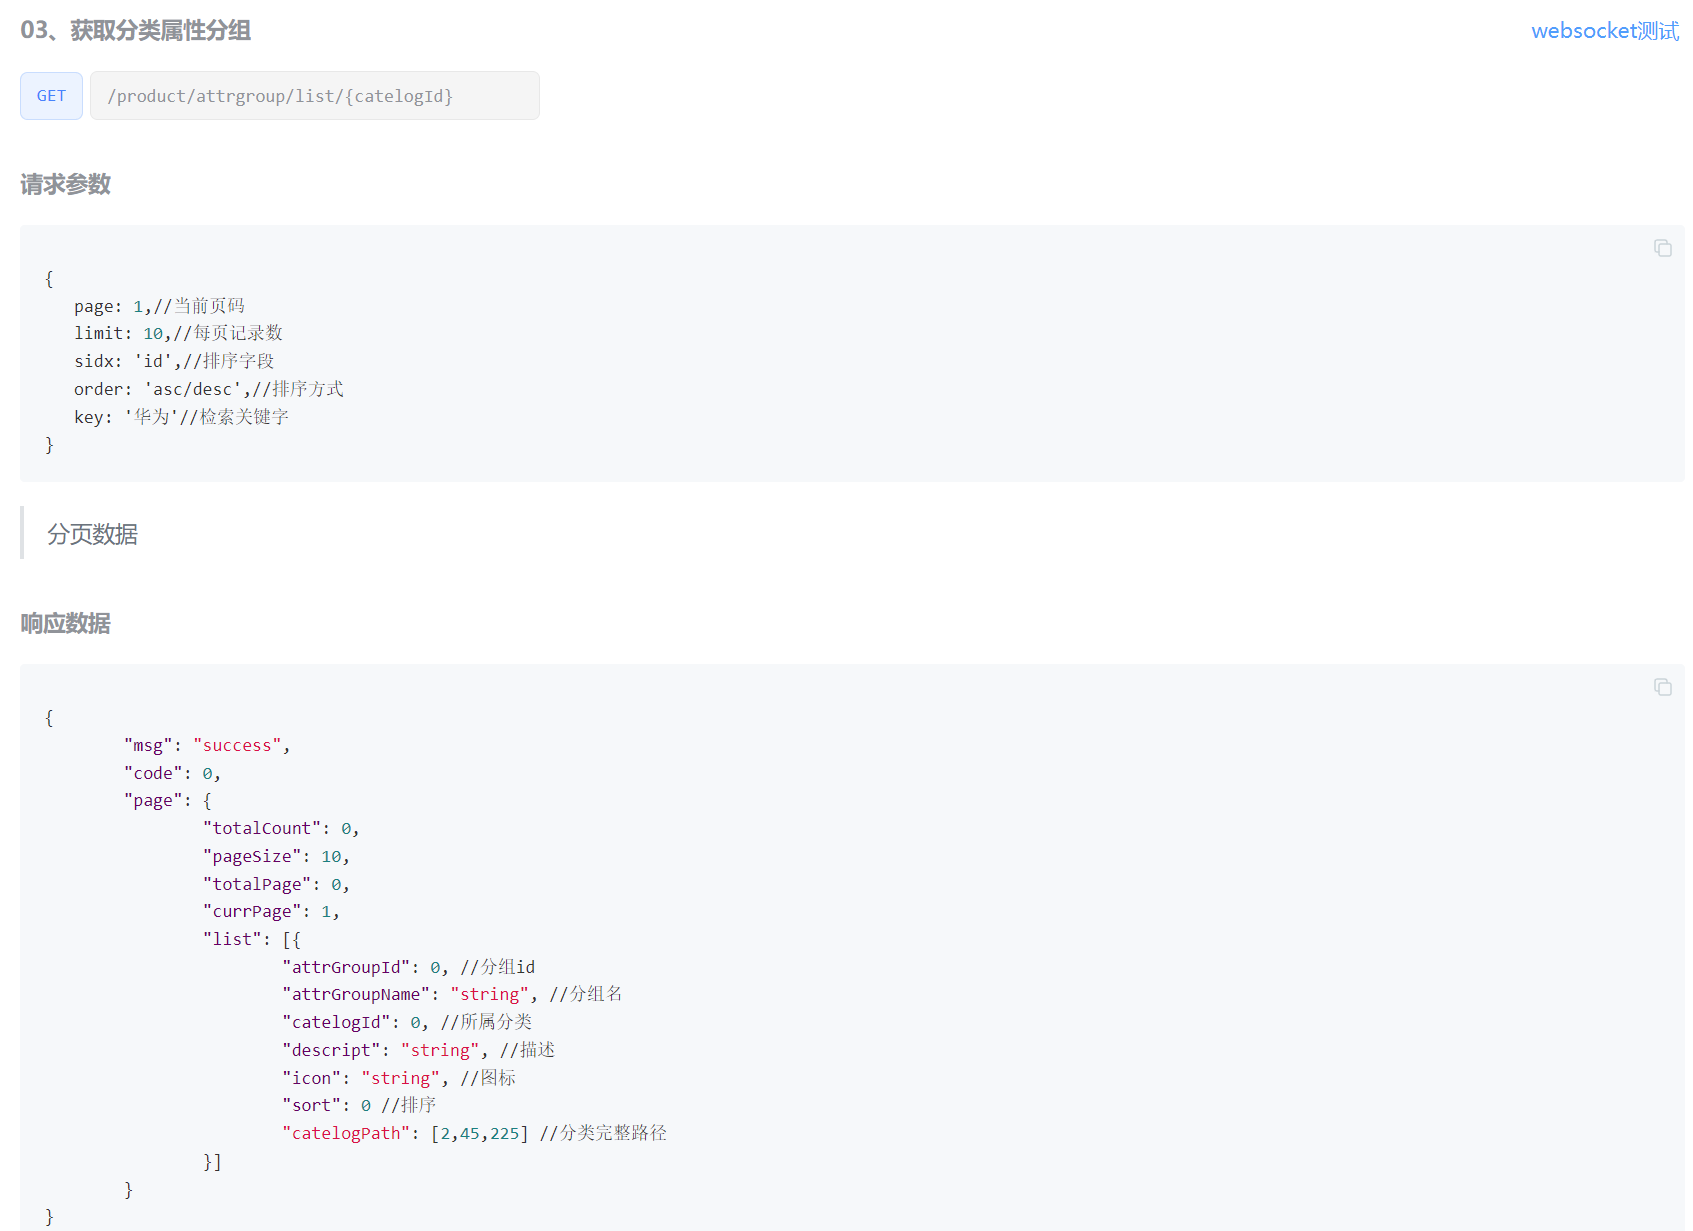 03、获取分类属性分组
websocket测试
GET
/product/attrgroup/list/{catelogId}
请求参数
{
   page: 1,//当前页码
   limit: 10,//每页记录数
   sidx: 'id',//排序字段
   order: 'asc/desc',//排序方式
   key: '华为'//检索关键字
}
分页数据
响应数据
{
        "msg": "success",
        "code": 0,
        "page": {
                "totalCount": 0,
                "pageSize": 10,
                "totalPage": 0,
                "currPage": 1,
                "list": [{
                        "attrGroupId": 0, //分组id
                        "attrGroupName": "string", //分组名
                        "catelogId": 0, //所属分类
                        "descript": "string", //描述
                        "icon": "string", //图标
                        "sort": 0 //排序
                        "catelogPath": [2,45,225] //分类完整路径
                }]
        }
}